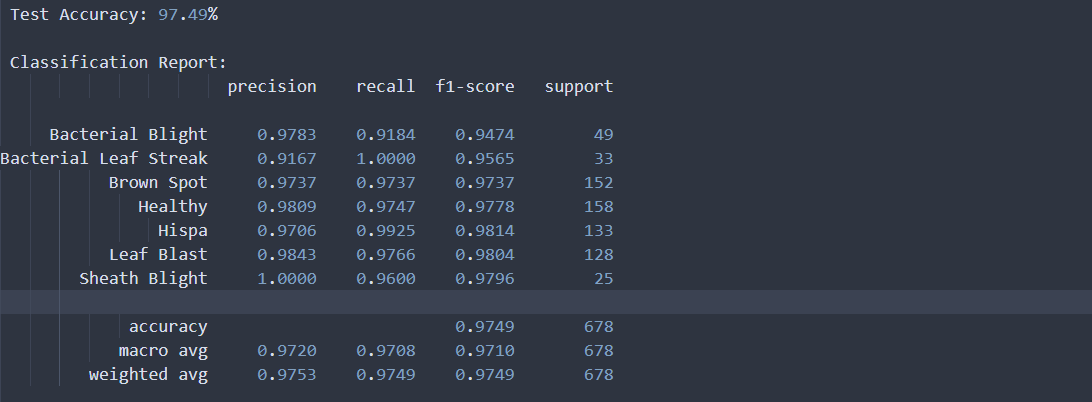 Test Accuracy: 97.49%
Classification Report:
precision recall f1-score support
Bacterial Blight 0.9783 0.9184 0.9474 49
Bacterial Leaf Streak 0.9167 1.0000 0.9565 33
Brown Spot 0.9737 0.9737 0.9737 152
Healthy 0.9809 0.9747 0.9778 158
Hispa 0.9706 0.9925 0.9814 133
Leaf Blast 0.9843 0.9766 0.9804 128
Sheath Blight 1.0000 0.9600 0.9796 25
accuracy 0.9749 678
macro avg 0.9720 0.9708 0.9710 678
weighted avg 0.9753 0.9749 0.9749 678